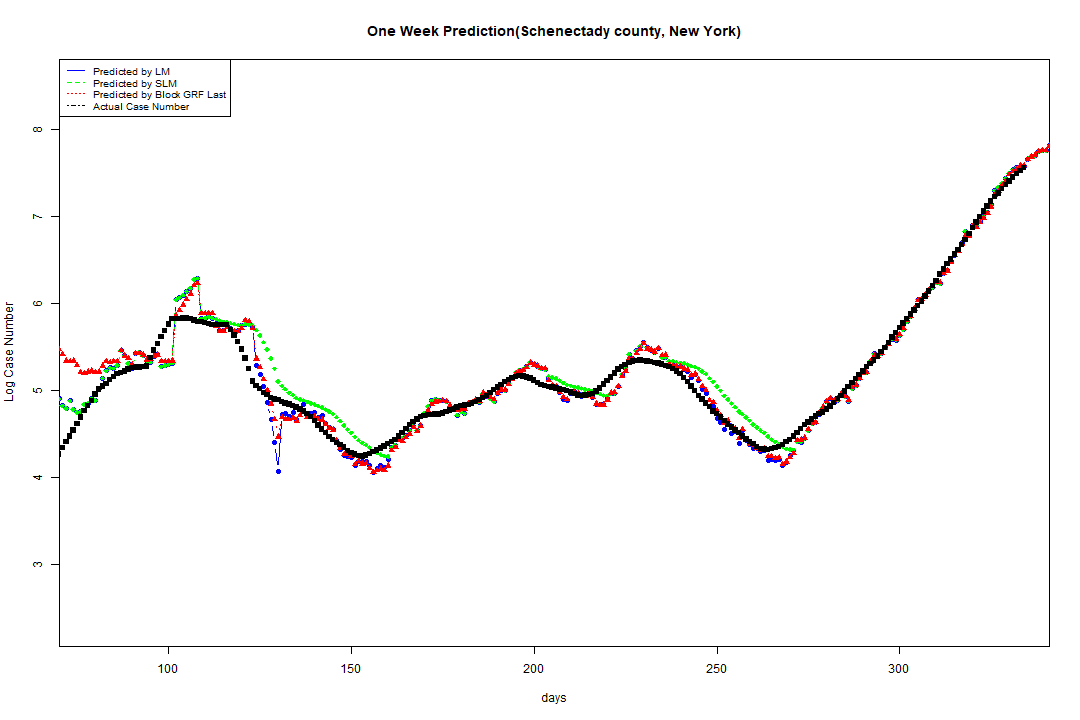 One Week Prediction(Schenectady county, New York)
Predicted by LM
Predicted by SLM
Predicted by Block GRF Last
Actual Case Number
8
7
6
5
4
3
Log Case Number
100 150 200 250 300
days